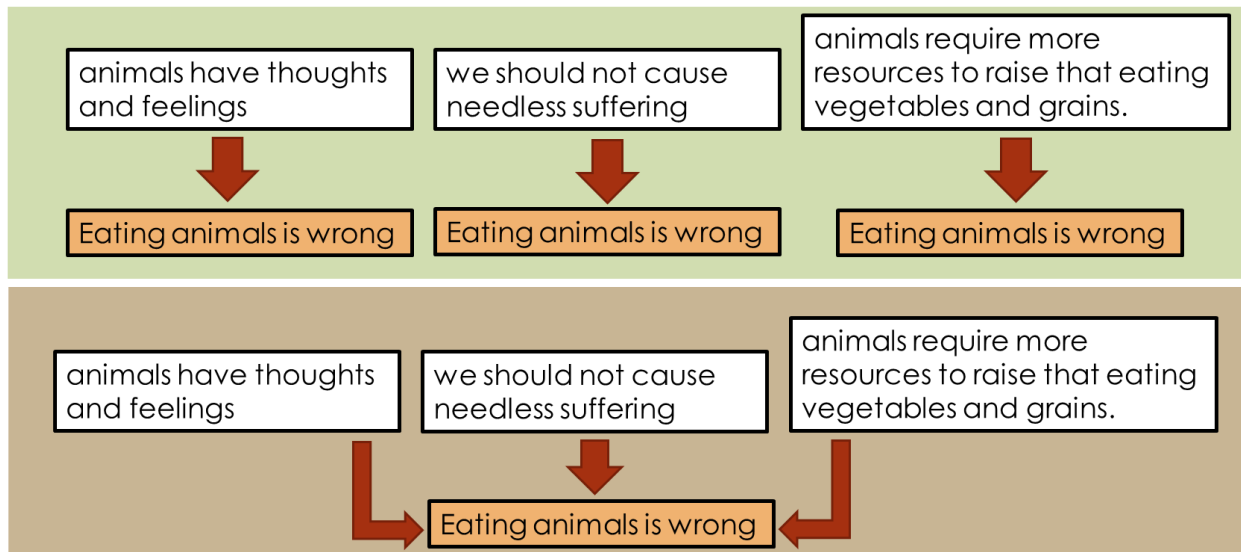 animals have thoughts
and feelings
we should not cause
needless suffering
animals require more
resources to raise that eating
vegetables and grains.
Eating animals is wrong
Eating animals is wrong
Eating animals is wrong
animals have thoughts
and feelings
we should not cause
needless suffering
animals require more
resources to raise that eating
vegetables and grains.
Eating animals is wrong